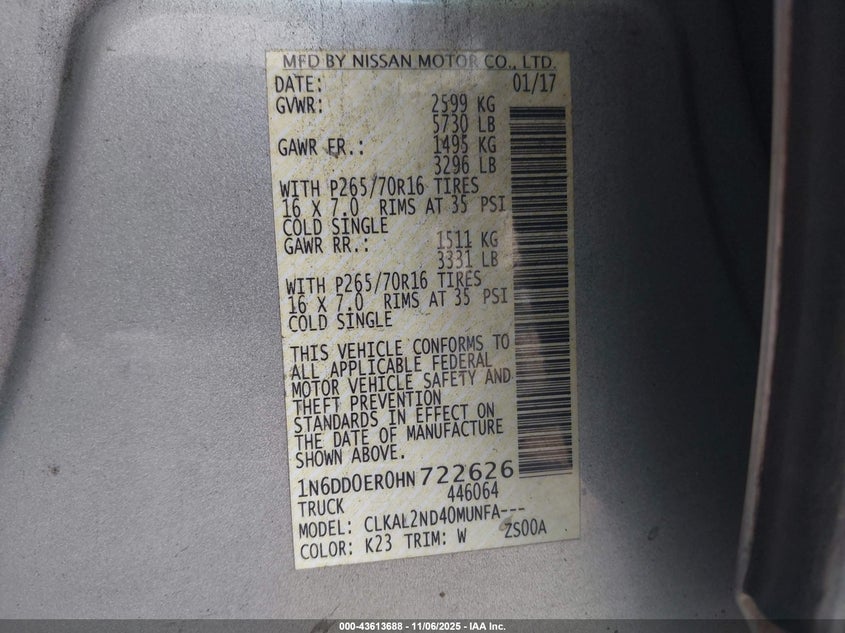 MFD BY NISSAN MOTOR CO., LTD.
DATE: 01/17
GVWR: 2599 KG
5730 LB
GAWR FR.: 1495 KG
3296 LB
WITH P265/70R16 TIRES
16 X 7.0 RIMS AT 35 PSI
COLD SINGLE
GAWR RR.: 1511 KG
3331 LB
WITH P265/70R16 TIRES
16 X 7.0 RIMS AT 35 PSI
COLD SINGLE
THIS VEHICLE CONFORMS TO
ALL APPLICABLE FEDERAL
MOTOR VEHICLE SAFETY AND
THEFT PREVENTION
STANDARDS IN EFFECT ON
THE DATE OF MANUFACTURE
SHOWN ABOVE.
1N6DD0ER0HN722626
TRUCK 446064
MODEL: CLKAL2ND40MUNFA---
COLOR: K23 TRIM: W ZS00A
000-43613688 - 11/06/2025 - IAA Inc.